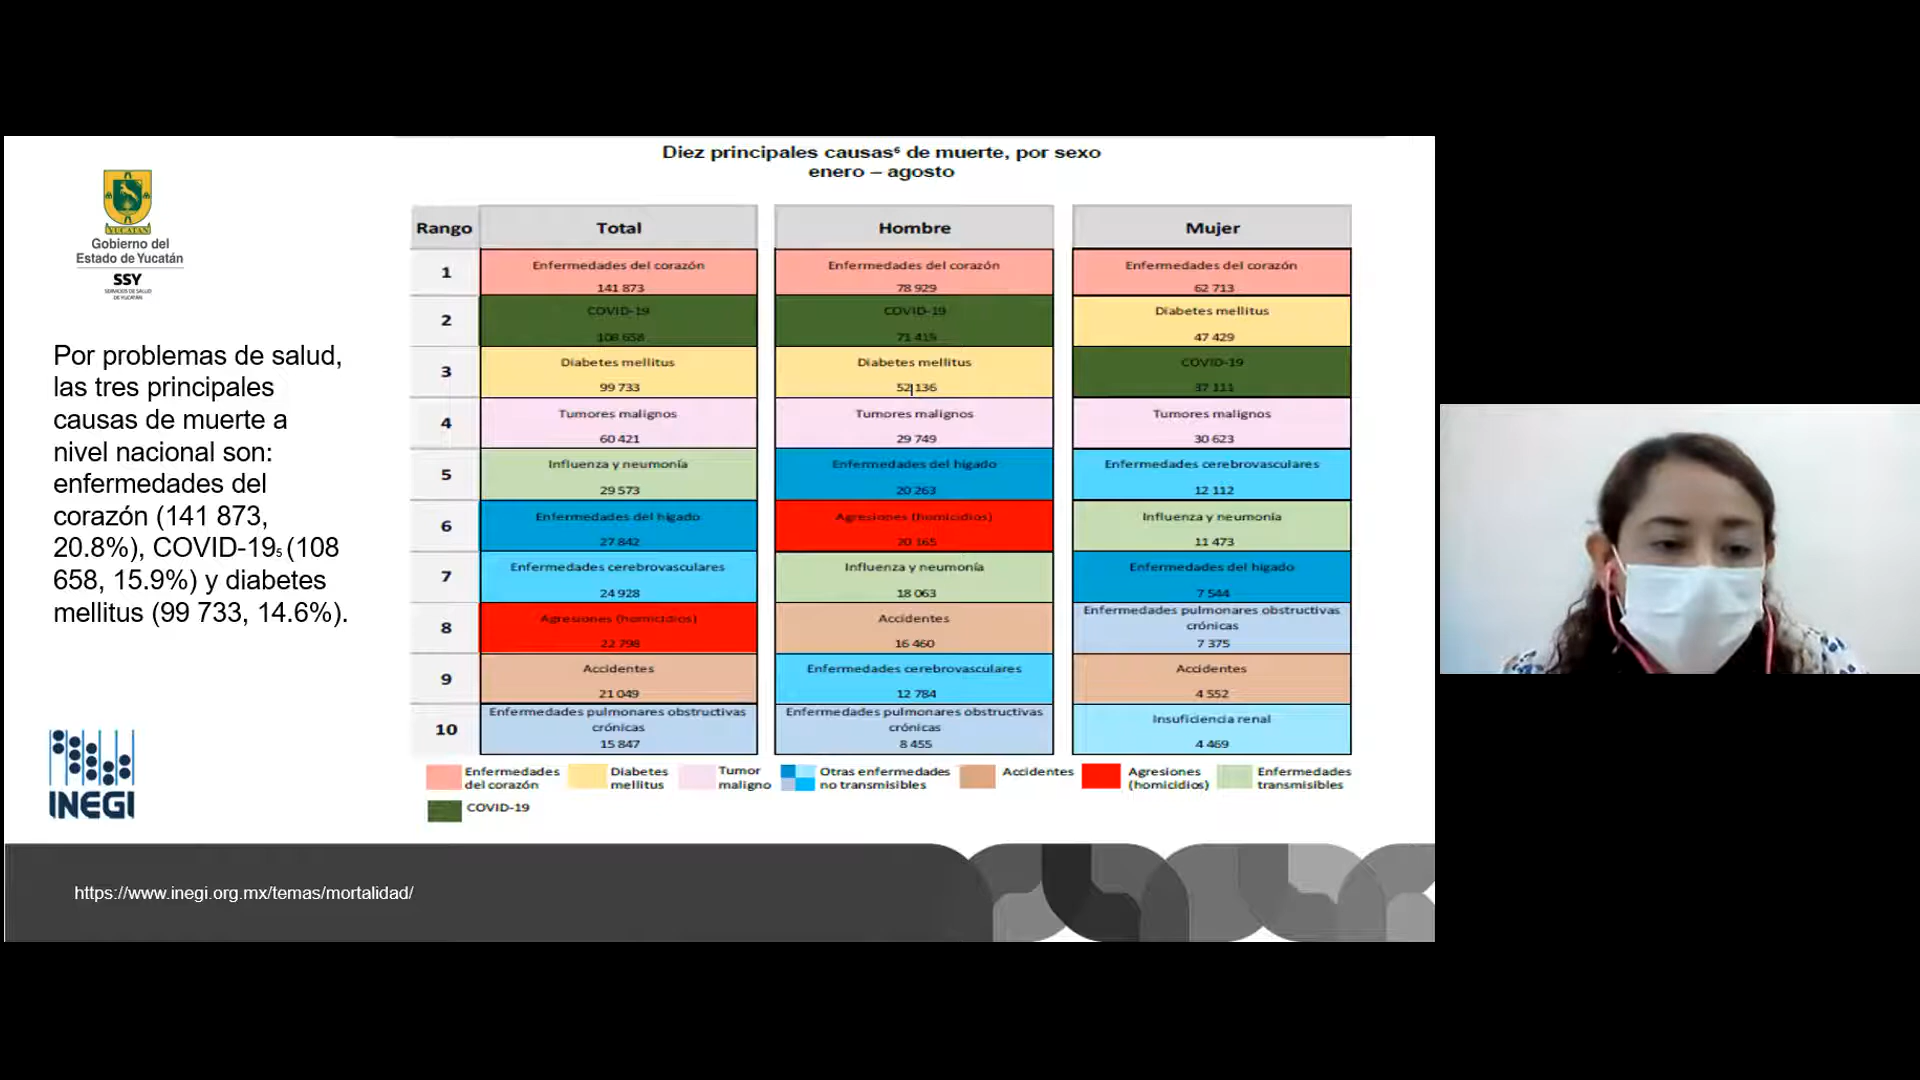 Gobierno del
Estado de Yucatán
SSY
SERVICIOS DE SALUD
DE YUCATÁN
Por problemas de salud,
las tres principales
causas de muerte a
nivel nacional son:
enfermedades del
corazón (141 873,
20.8%), COVID-19₅ (108
658, 15.9%) y diabetes
mellitus (99 733, 14.6%).
INEGI
Diez principales causas⁶ de muerte, por sexo
enero – agosto
Rango Total Hombre Mujer
1 Enfermedades del corazón Enfermedades del corazón Enfermedades del corazón
141 873 78 929 62 713
2 COVID-19 COVID-19 Diabetes mellitus
108 658 71 415 47 429
3 Diabetes mellitus Diabetes mellitus COVID-19
99 733 52 136 37 111
4 Tumores malignos Tumores malignos Tumores malignos
60 421 29 749 30 623
5 Influenza y neumonía Enfermedades del hígado Enfermedades cerebrovasculares
29 573 20 263 12 112
6 Enfermedades del hígado Agresiones (homicidios) Influenza y neumonía
27 842 20 165 11 473
7 Enfermedades cerebrovasculares Influenza y neumonía Enfermedades del hígado
24 928 18 063 7 544
8 Agresiones (homicidios) Accidentes Enfermedades pulmonares obstructivas
crónicas
22 798 16 460 7 375
9 Accidentes Enfermedades cerebrovasculares Accidentes
21 049 12 784 4 552
10 Enfermedades pulmonares obstructivas Enfermedades pulmonares obstructivas Insuficiencia renal
crónicas crónicas
15 847 8 455 4 469
Enfermedades Diabetes Tumor Otras enfermedades Accidentes Agresiones Enfermedades
del corazón mellitus maligno no transmisibles (homicidios) transmisibles
COVID-19
https://www.inegi.org.mx/temas/mortalidad/